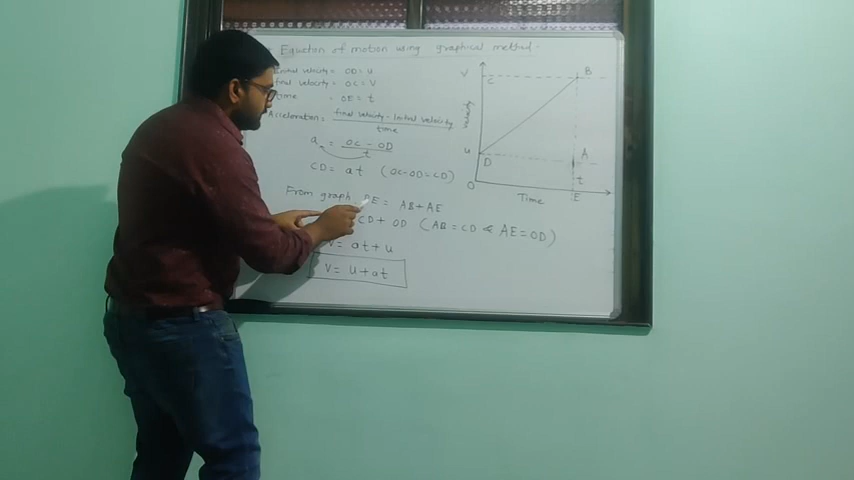 Equation of motion using graphical method-
Initial velocity = OD = u
final velocity = OC = V
time - OE = t
Acceleration = final velocity - Initial velocity
time
a = OC - OD
t
CD = at (OC-OD = CD)
From graph BE = AB + AE
CD + OD (AB = CD & AE = OD)
V = at + u
V = u + at
V
C
B
velocity
u
D
A
t
O
Time
E